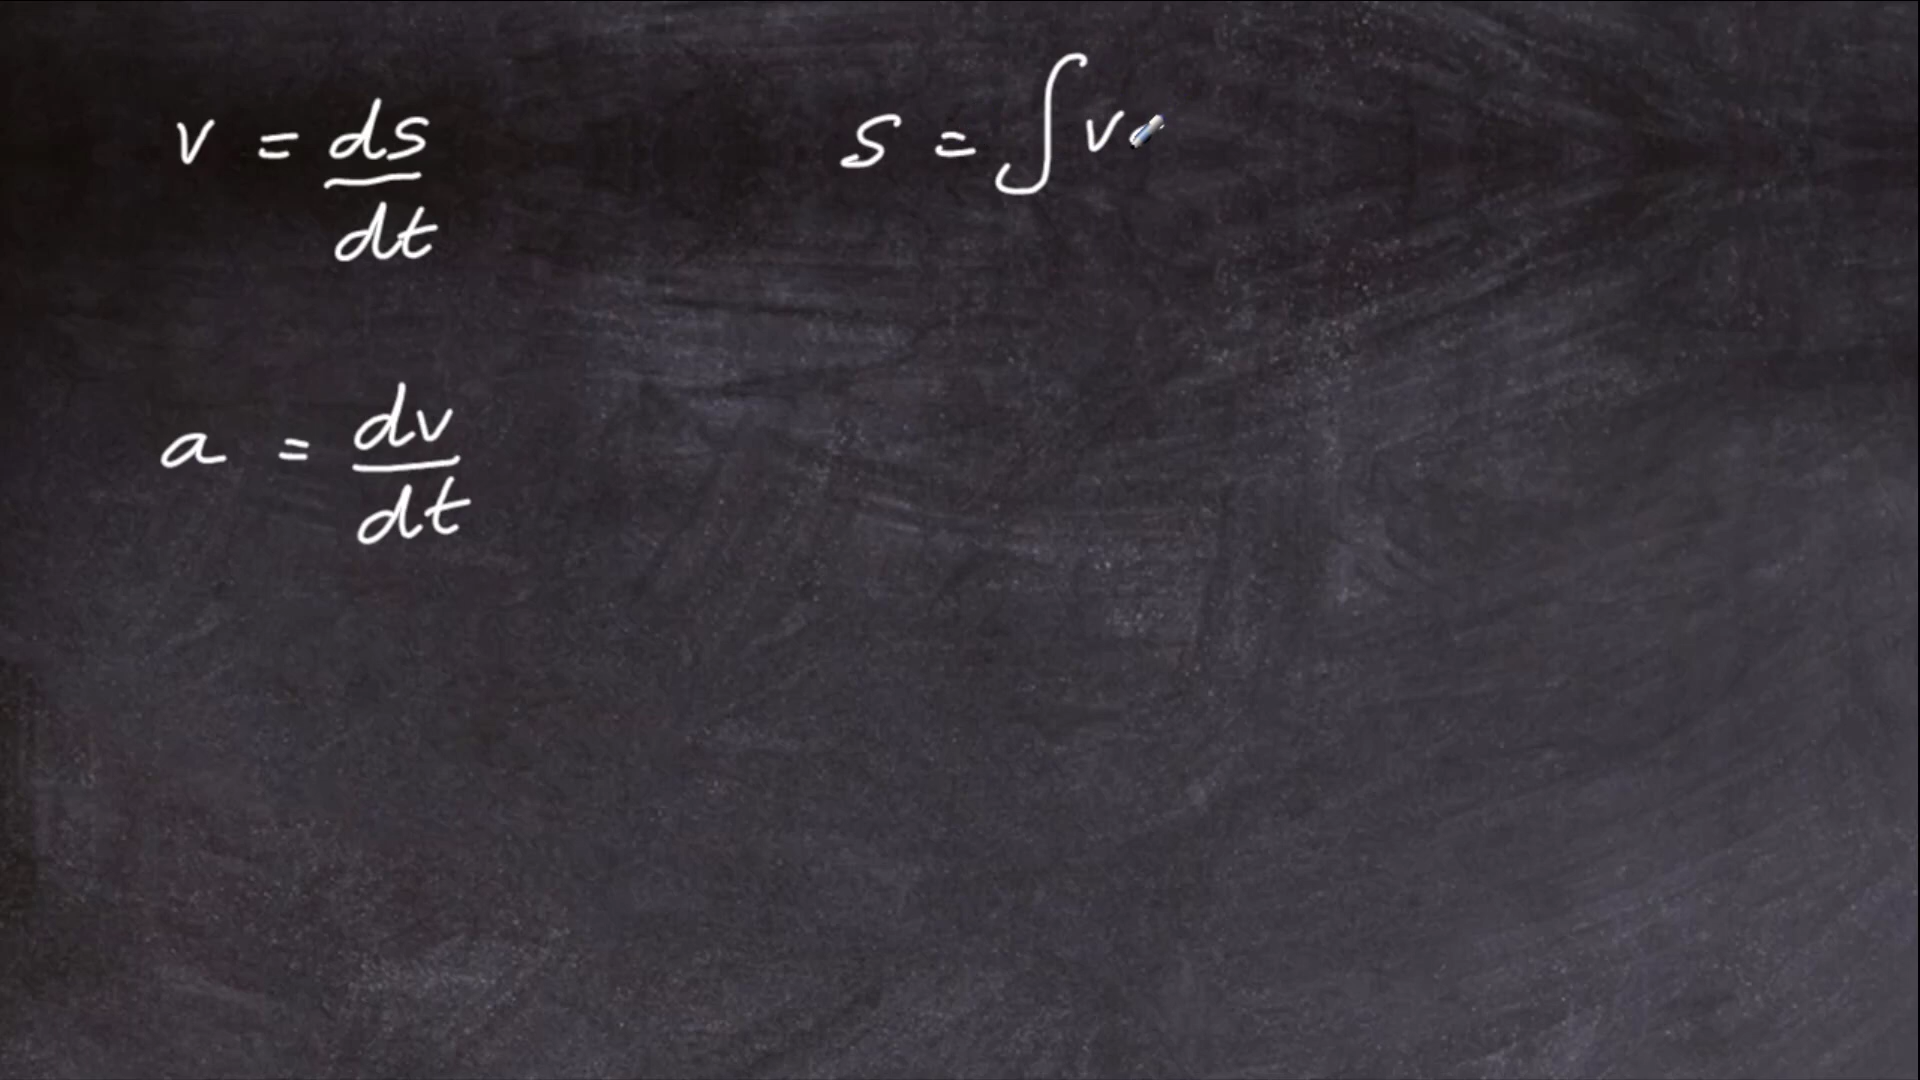 v = ds/dt
s = ∫v
a = dv/dt